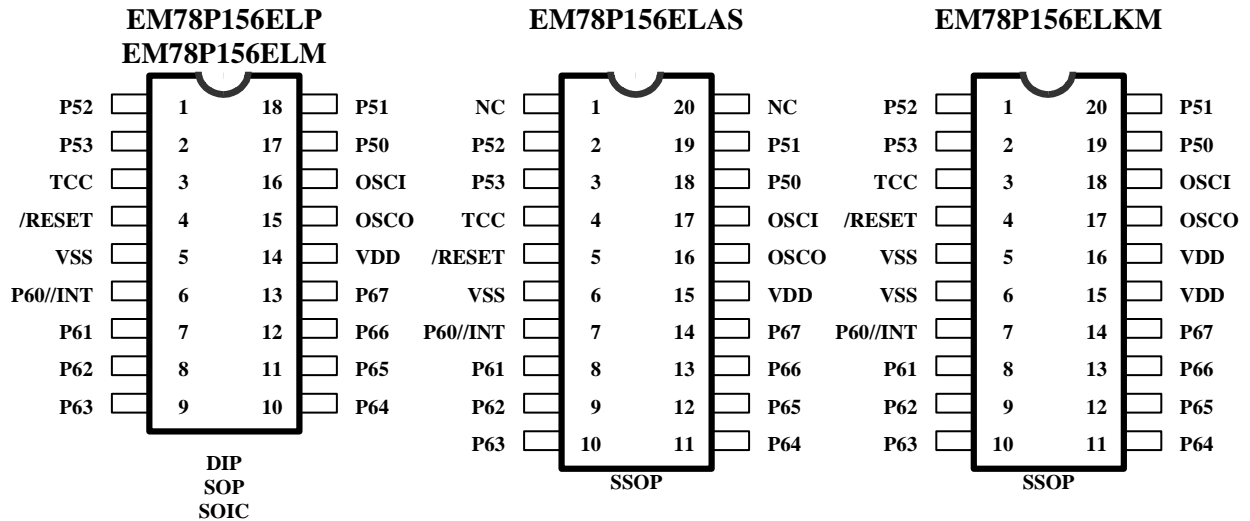 EM78P156ELP
EM78P156ELM
P52 1 18 P51
P53 2 17 P50
TCC 3 16 OSCI
/RESET 4 15 OSCO
VSS 5 14 VDD
P60//INT 6 13 P67
P61 7 12 P66
P62 8 11 P65
P63 9 10 P64
DIP
SOP
SOIC
EM78P156ELAS
NC 1 20 NC
P52 2 19 P51
P53 3 18 P50
TCC 4 17 OSCI
/RESET 5 16 OSCO
VSS 6 15 VDD
P60//INT 7 14 P67
P61 8 13 P66
P62 9 12 P65
P63 10 11 P64
SSOP
EM78P156ELKM
P52 1 20 P51
P53 2 19 P50
TCC 3 18 OSCI
/RESET 4 17 OSCO
VSS 5 16 VDD
VSS 6 15 VDD
P60//INT 7 14 P67
P61 8 13 P66
P62 9 12 P65
P63 10 11 P64
SSOP